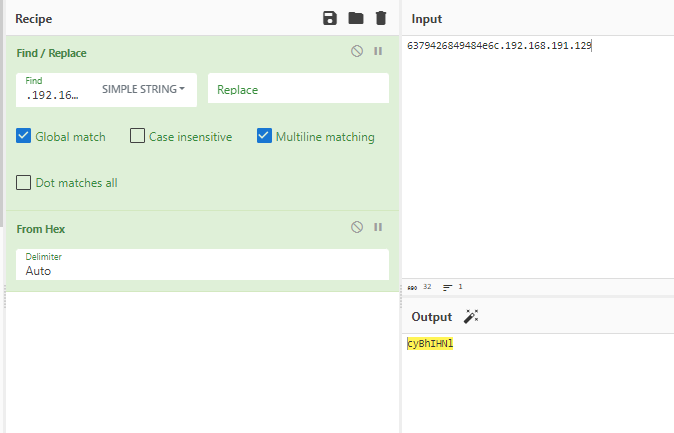 Recipe
Find / Replace
Find
.192.16…
SIMPLE STRING
Replace
Global match
Case insensitive
Multiline matching
Dot matches all
From Hex
Delimiter
Auto
Input
6379426849484e6c.192.168.191.129
32
1
Output
cyBhIHNl